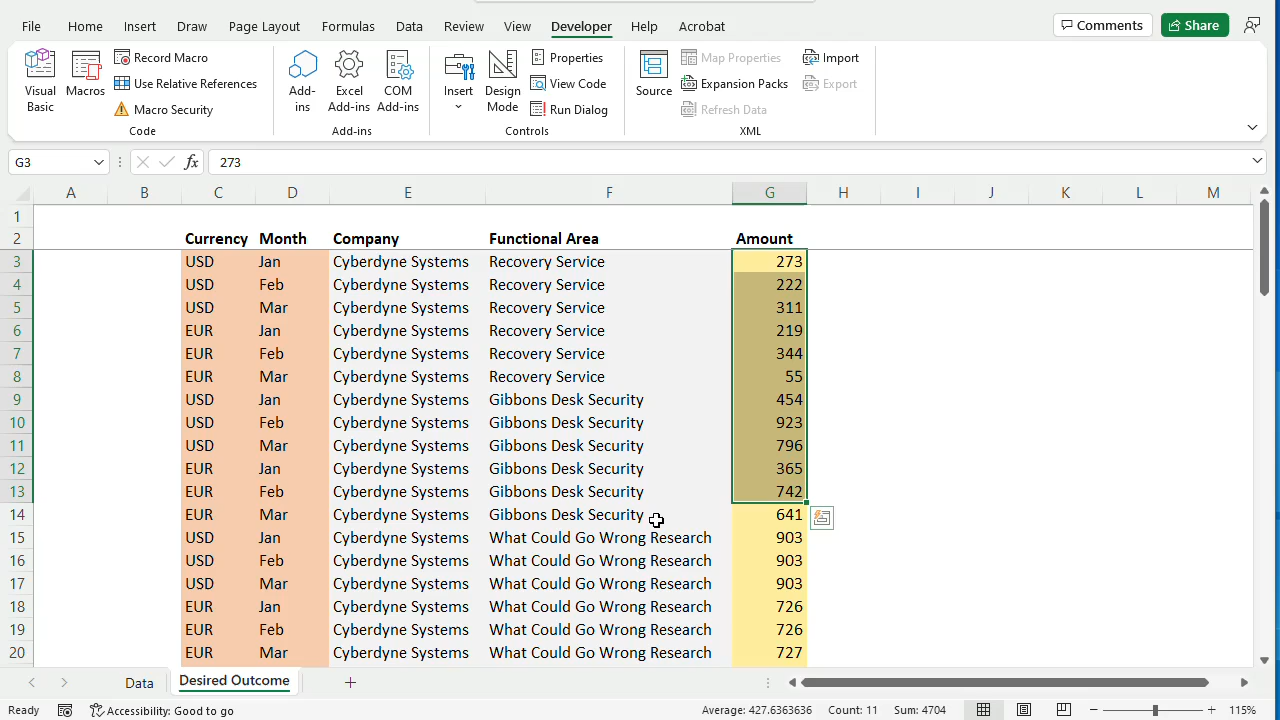 File Home Insert Draw Page Layout Formulas Data Review View Developer Help Acrobat Comments Share
Visual Basic
Macros
Record Macro
Use Relative References
Macro Security
Code
Add-ins
Excel Add-ins
COM Add-ins
Add-ins
Insert
Design Mode
Properties
View Code
Run Dialog
Controls
Source
Map Properties
Expansion Packs
Refresh Data
Import
Export
XML
G3 fx 273
A B C D E F G H I J K L M
1
2 Currency Month Company Functional Area Amount
3 USD Jan Cyberdyne Systems Recovery Service 273
4 USD Feb Cyberdyne Systems Recovery Service 222
5 USD Mar Cyberdyne Systems Recovery Service 311
6 EUR Jan Cyberdyne Systems Recovery Service 219
7 EUR Feb Cyberdyne Systems Recovery Service 344
8 EUR Mar Cyberdyne Systems Recovery Service 55
9 USD Jan Cyberdyne Systems Gibbons Desk Security 454
10 USD Feb Cyberdyne Systems Gibbons Desk Security 923
11 USD Mar Cyberdyne Systems Gibbons Desk Security 796
12 EUR Jan Cyberdyne Systems Gibbons Desk Security 365
13 EUR Feb Cyberdyne Systems Gibbons Desk Security 742
14 EUR Mar Cyberdyne Systems Gibbons Desk Security 641
15 USD Jan Cyberdyne Systems What Could Go Wrong Research 903
16 USD Feb Cyberdyne Systems What Could Go Wrong Research 903
17 USD Mar Cyberdyne Systems What Could Go Wrong Research 903
18 EUR Jan Cyberdyne Systems What Could Go Wrong Research 726
19 EUR Feb Cyberdyne Systems What Could Go Wrong Research 726
20 EUR Mar Cyberdyne Systems What Could Go Wrong Research 727
Data Desired Outcome
Ready Accessibility: Good to go Average: 427.6363636 Count: 11 Sum: 4704 115%